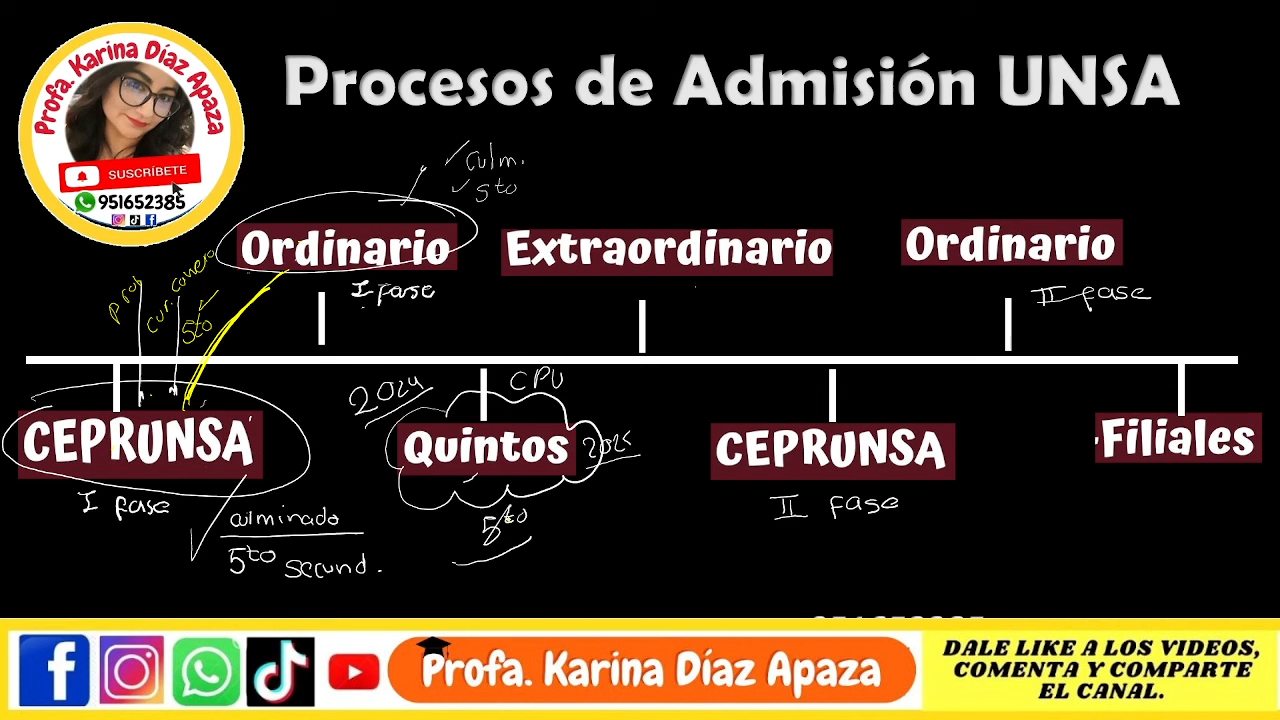 Procesos de Admisión UNSA
Profa. Karina Díaz Apaza
SUSCRÍBETE
951652385
✓ Culm.
✓ 5to
Ordinario
I fase
Extraordinario
Ordinario
II fase
Prof
5to
CEPRUNSA
I fase
culminado
5to secund.
2024
CPU
Quintos
2025
5to
CEPRUNSA
II fase
-Filiales
Profa. Karina Díaz Apaza
DALE LIKE A LOS VIDEOS,
COMENTA Y COMPARTE
EL CANAL.